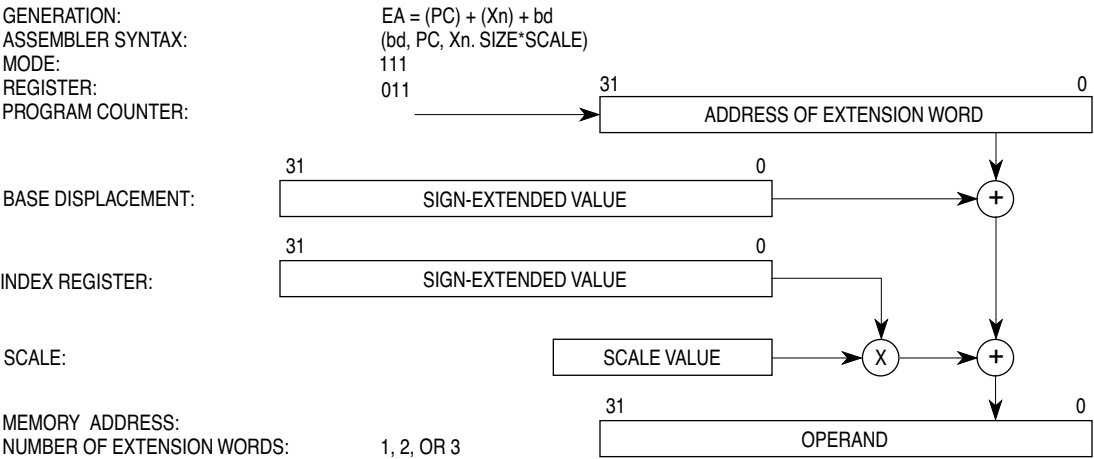 GENERATION: EA = (PC) + (Xn) + bd
ASSEMBLER SYNTAX: (bd, PC, Xn. SIZE*SCALE)
MODE: 111
REGISTER: 011
31 0
PROGRAM COUNTER: ADDRESS OF EXTENSION WORD
31 0
BASE DISPLACEMENT: SIGN-EXTENDED VALUE +
31 0
INDEX REGISTER: SIGN-EXTENDED VALUE
SCALE: SCALE VALUE X +
31 0
MEMORY ADDRESS:
NUMBER OF EXTENSION WORDS: 1, 2, OR 3 OPERAND